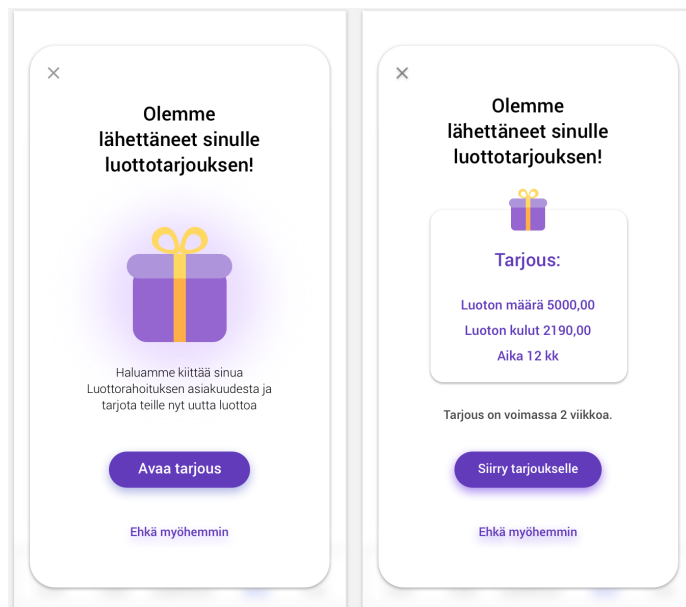 Olemme
lähettäneet sinulle
luottotarjouksen!
Haluamme kiittää sinua
Luottorahoituksen asiakuudesta ja
tarjota teille nyt uutta luottoa
Avaa tarjous
Ehkä myöhemmin
Olemme
lähettäneet sinulle
luottotarjouksen!
Tarjous:
Luoton määrä 5000,00
Luoton kulut 2190,00
Aika 12 kk
Tarjous on voimassa 2 viikkoa.
Siirry tarjoukselle
Ehkä myöhemmin